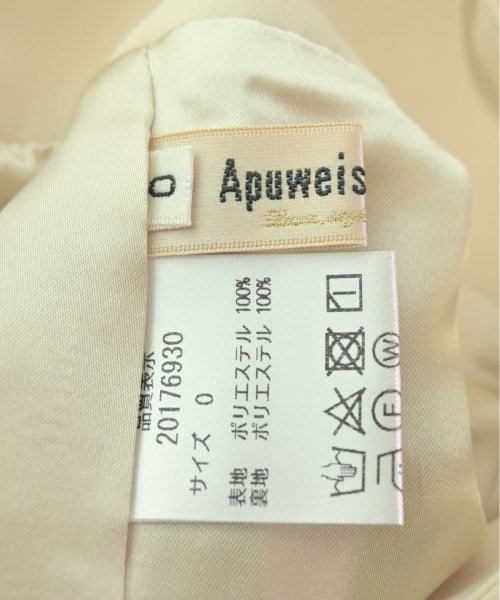 O
Apuweis
品質表示
20176930
サイズ 0
表地 ポリエステル 100%
裏地 ポリエステル 100%
F
W